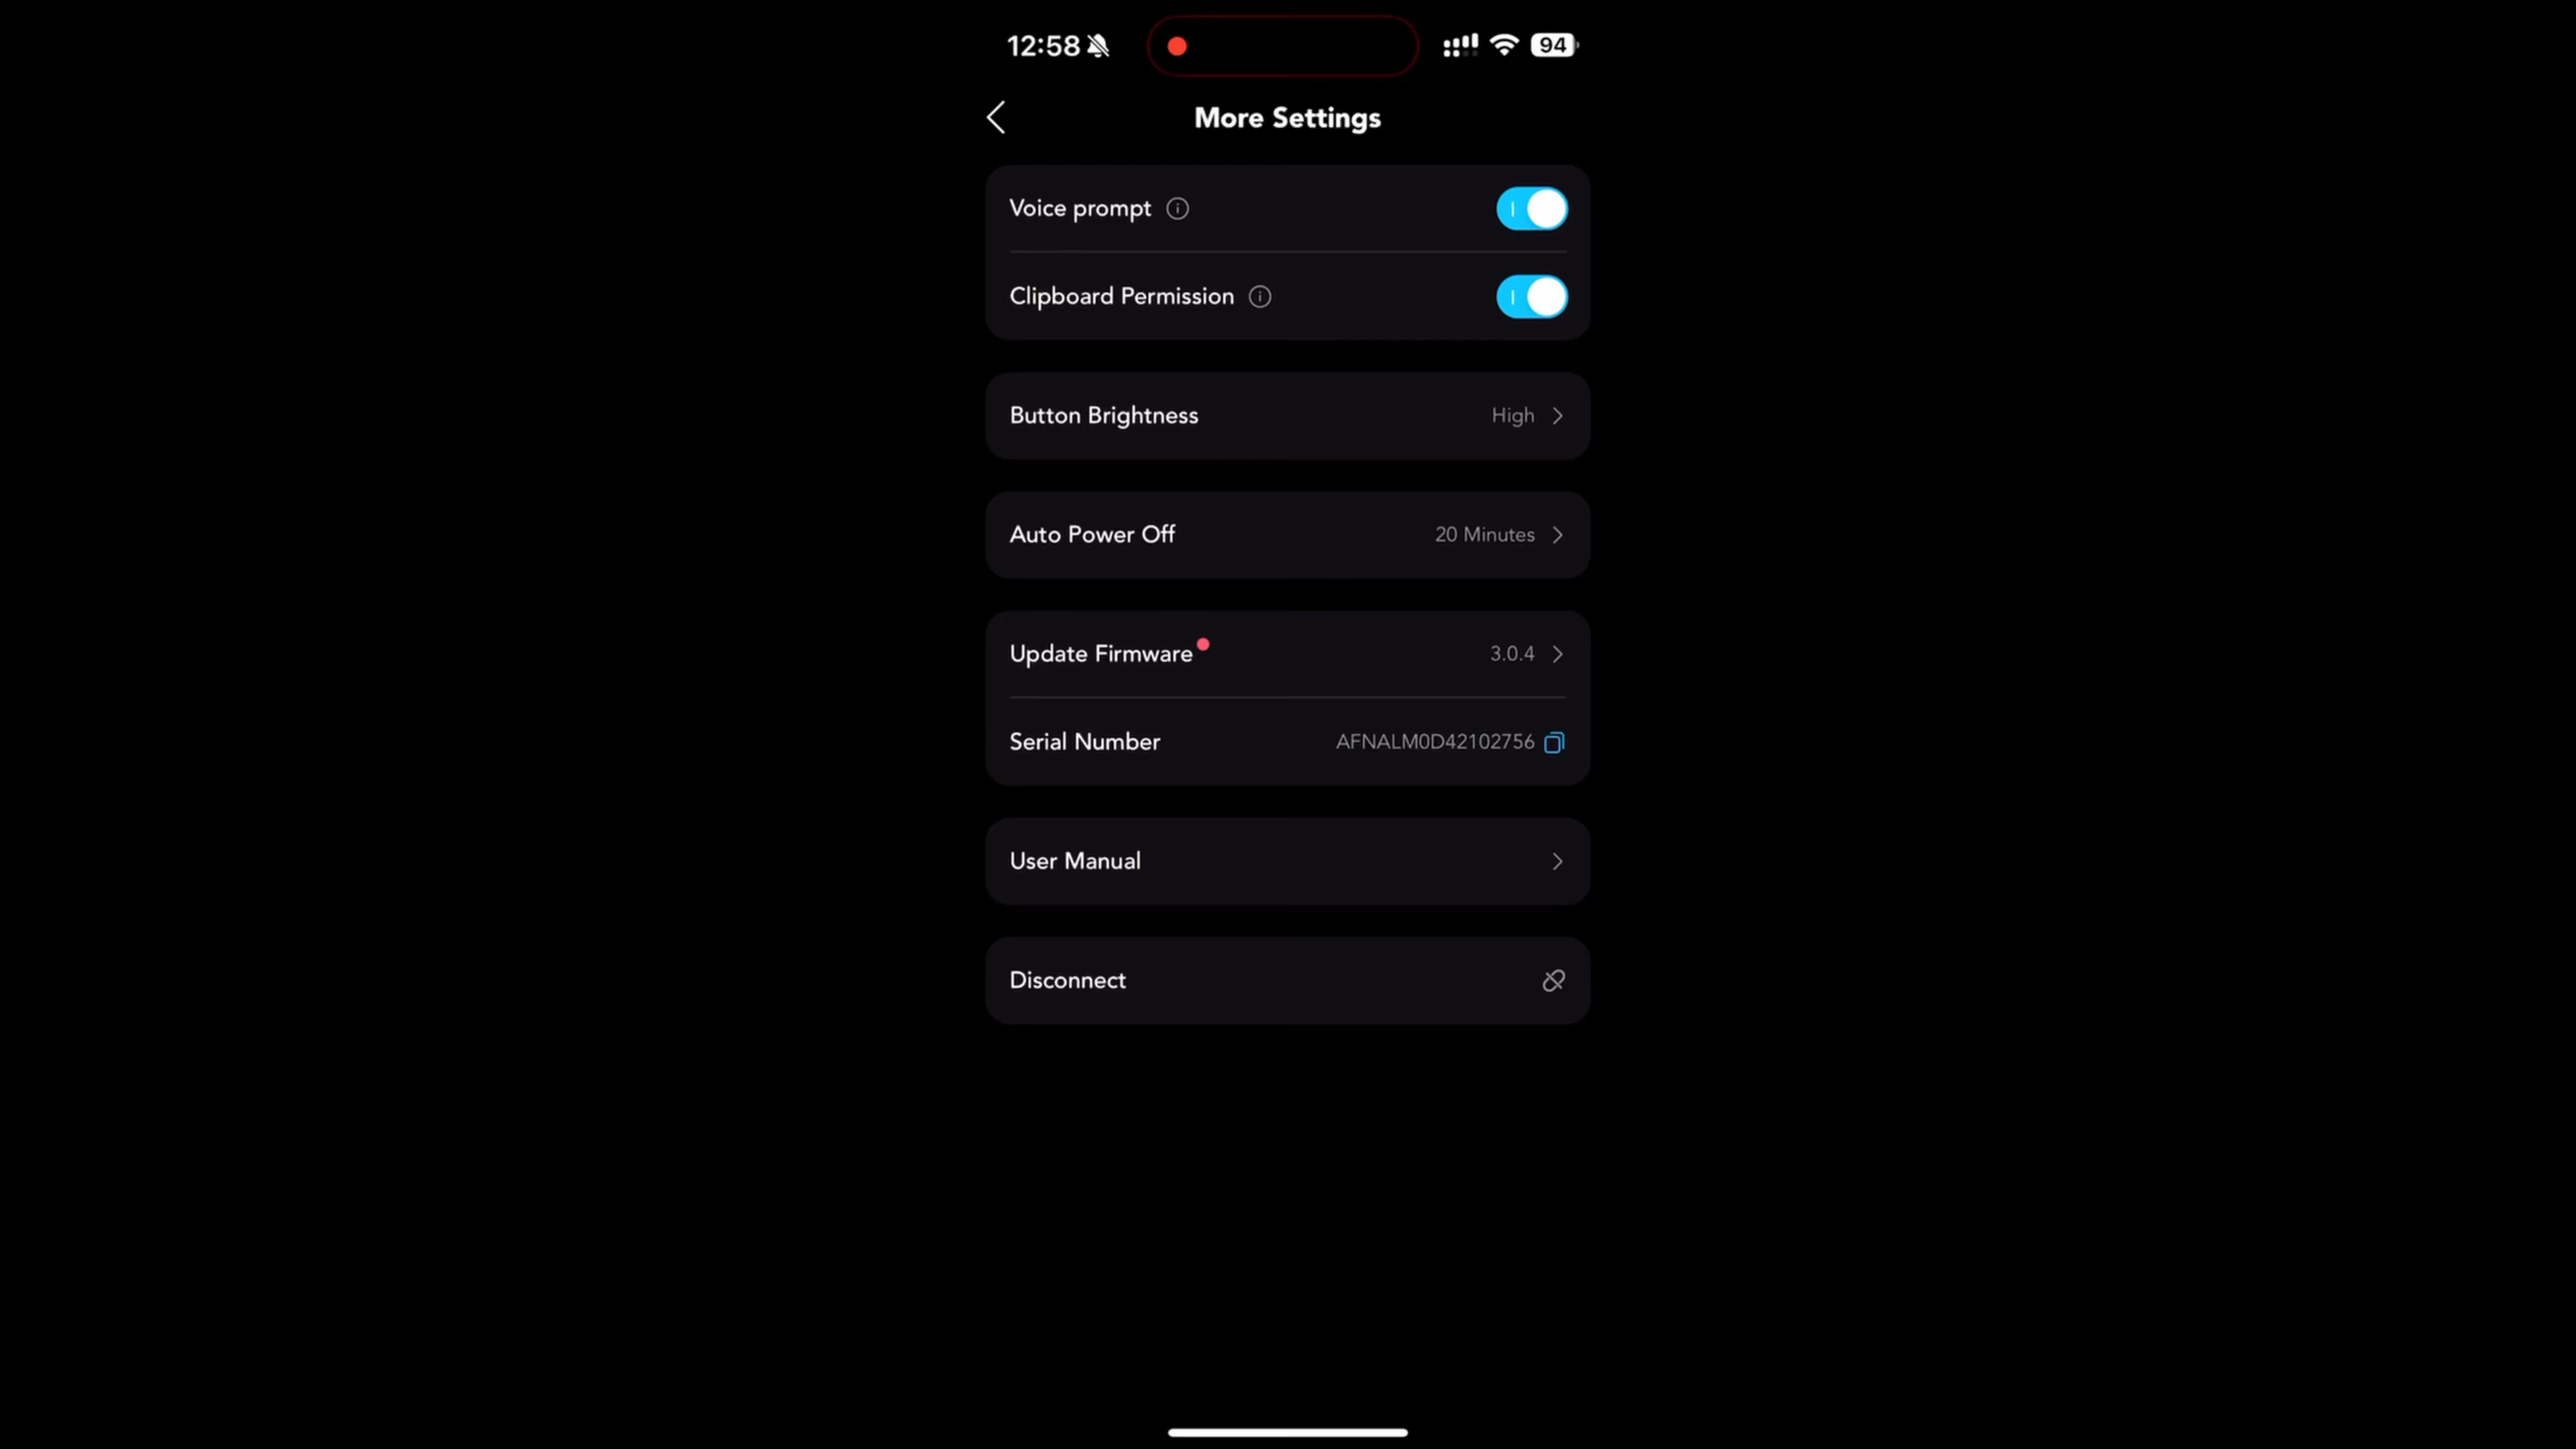 12:58
94
More Settings
Voice prompt
Clipboard Permission
Button Brightness High
Auto Power Off 20 Minutes
Update Firmware 3.0.4
Serial Number AFNALM0D42102756
User Manual
Disconnect